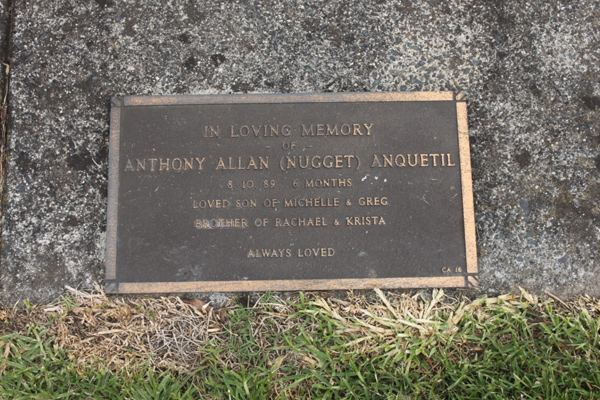 IN LOVING MEMORY
- OF -
ANTHONY ALLAN (NUGGET) ANQUETIL
8 . 10 . 89 6 MONTHS
LOVED SON OF MICHELLE & GREG
BROTHER OF RACHAEL & KRISTA
ALWAYS LOVED
CA 18